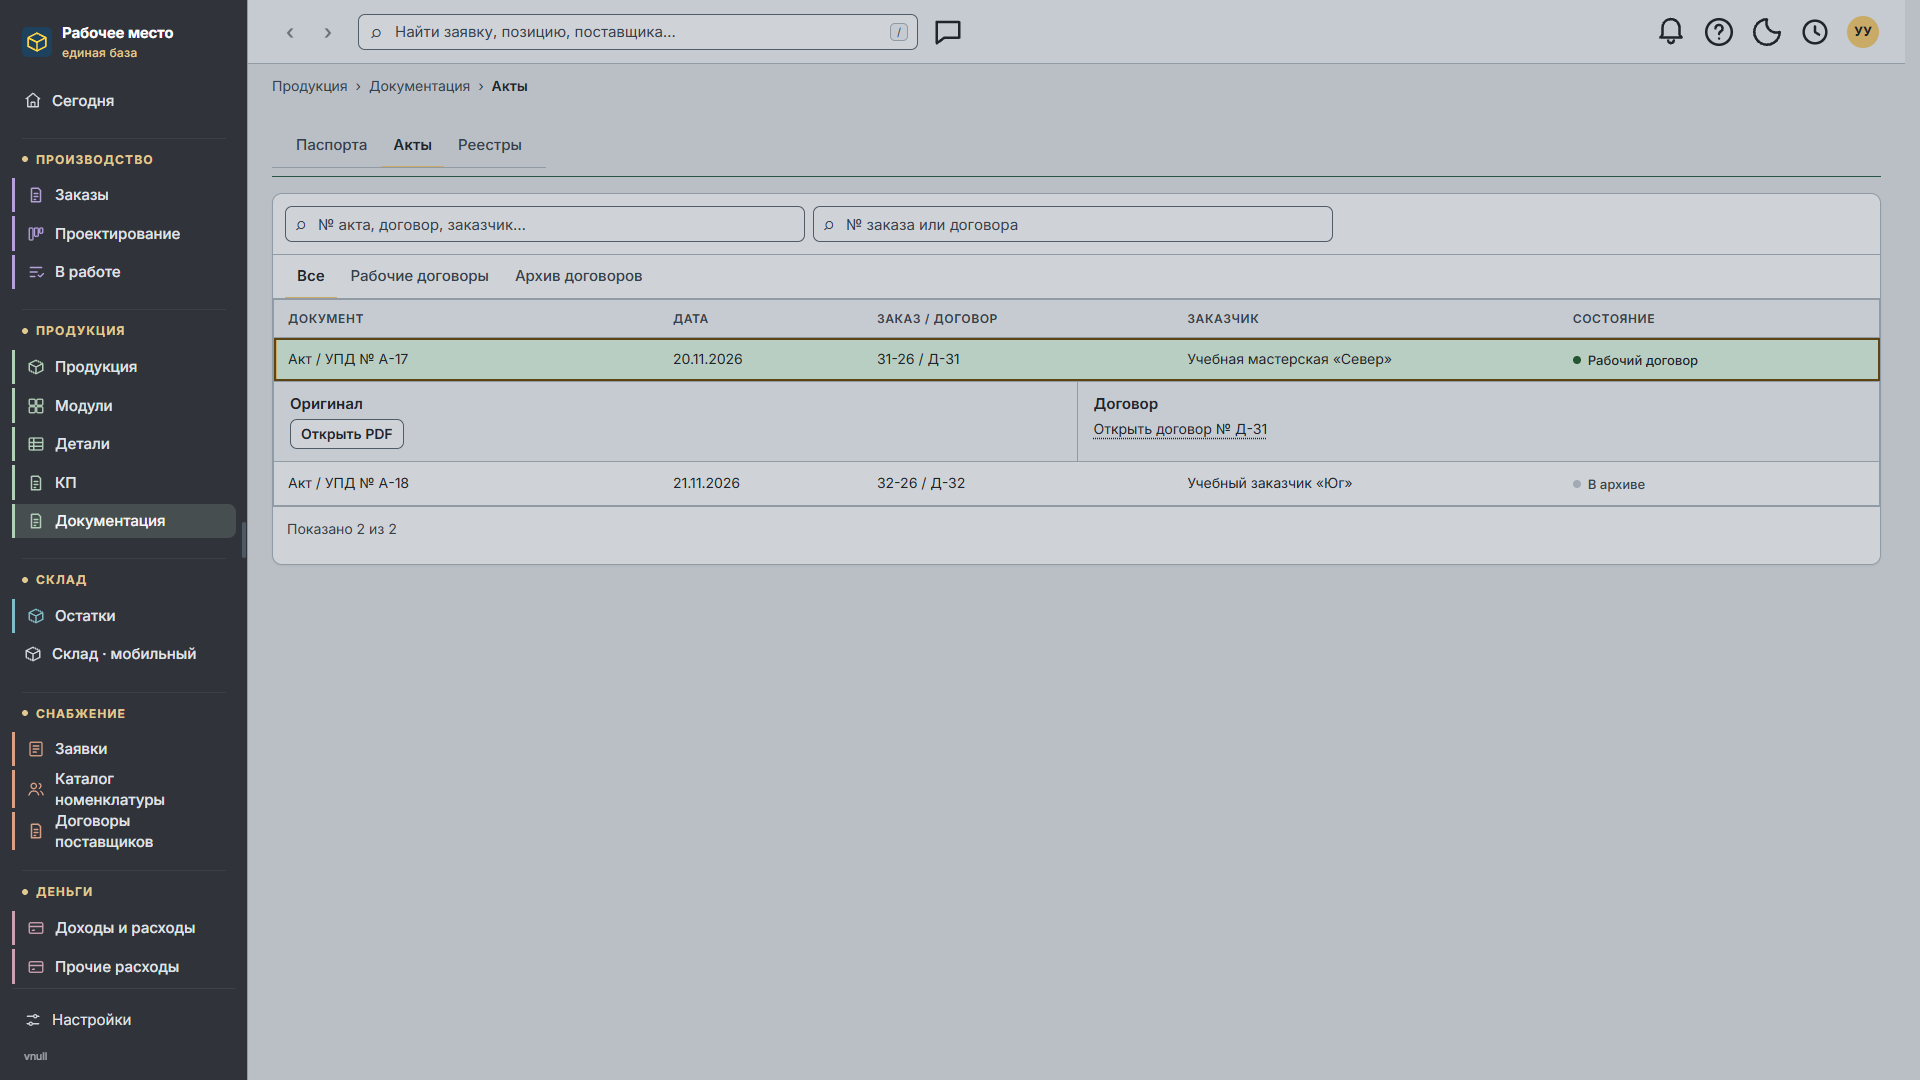 Рабочее место
единая база
Сегодня
ПРОИЗВОДСТВО
Заказы
Проектирование
В работе
ПРОДУКЦИЯ
Продукция
Модули
Детали
КП
Документация
СКЛАД
Остатки
Склад · мобильный
СНАБЖЕНИЕ
Заявки
Каталог
номенклатуры
Договоры
поставщиков
ДЕНЬГИ
Доходы и расходы
Прочие расходы
Настройки
vnull
Найти заявку, позицию, поставщика... /
УУ
Продукция › Документация › Акты
Паспорта Акты Реестры
№ акта, договор, заказчик... № заказа или договора
Все Рабочие договоры Архив договоров
ДОКУМЕНТ ДАТА ЗАКАЗ / ДОГОВОР ЗАКАЗЧИК СОСТОЯНИЕ
Акт / УПД № А-17 20.11.2026 31-26 / Д-31 Учебная мастерская «Север» Рабочий договор
Оригинал Договор
Открыть PDF Открыть договор № Д-31
Акт / УПД № А-18 21.11.2026 32-26 / Д-32 Учебный заказчик «Юг» В архиве
Показано 2 из 2